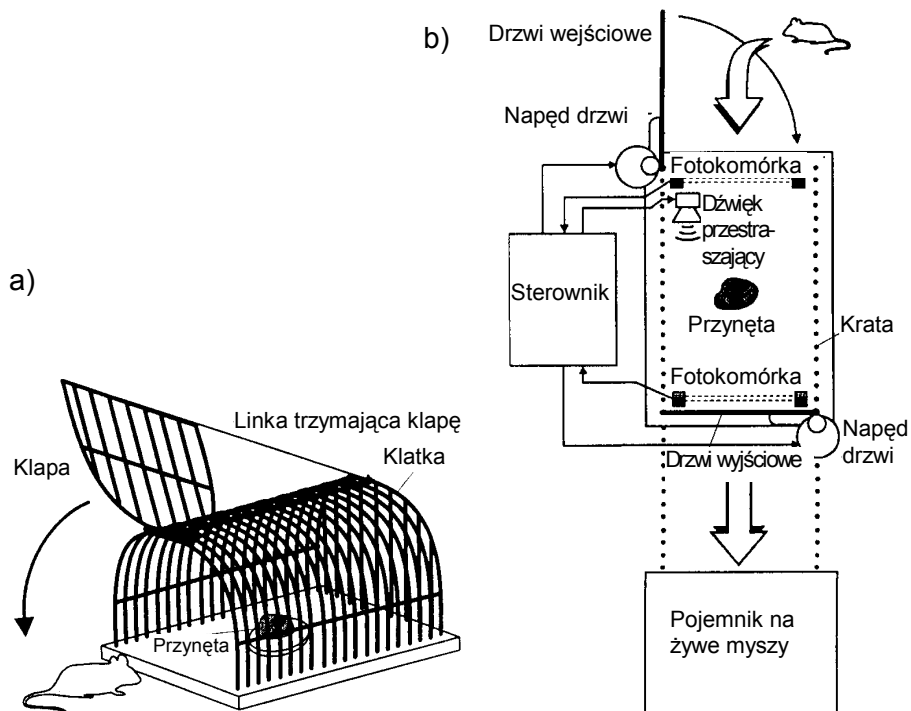 a)
Linka trzymająca klapę
Klapa
Klatka
Przynęta
b)
Drzwi wejściowe
Napęd drzwi
Fotokomórka
Dźwięk
przestra-
szający
Sterownik
Przynęta
Krata
Fotokomórka
Napęd
drzwi
Drzwi wyjściowe
Pojemnik na
żywe myszy